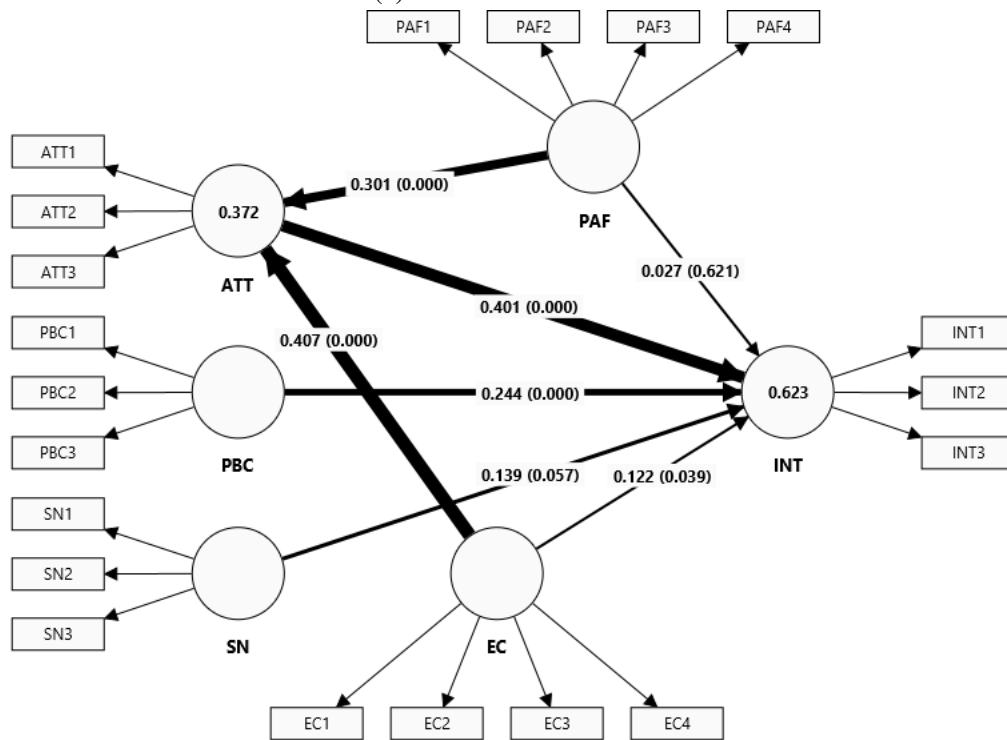 PAF1
PAF2
PAF3
PAF4
ATT1
ATT2
ATT3
0.372
ATT
0.301 (0.000)
PAF
0.027 (0.621)
0.401 (0.000)
0.407 (0.000)
PBC1
PBC2
PBC3
PBC
0.244 (0.000)
0.623
INT
INT1
INT2
INT3
0.139 (0.057)
0.122 (0.039)
SN1
SN2
SN3
SN
EC
EC1
EC2
EC3
EC4